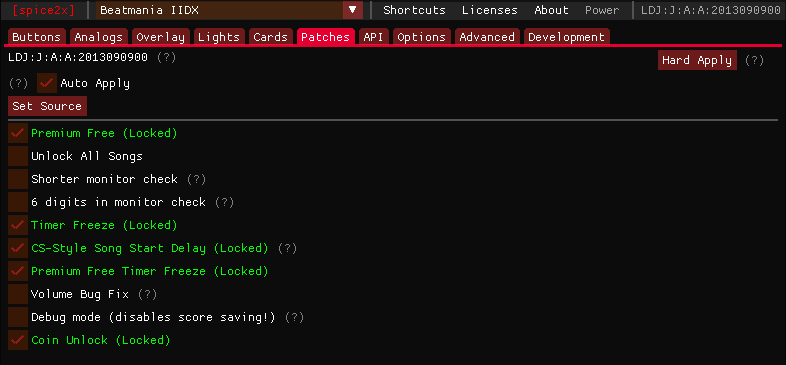 [spice2x] Beatmania IIDX ▼ Shortcuts Licenses About Power LDJ:J:A:A:2013090900
Buttons Analogs Overlay Lights Cards Patches API Options Advanced Development
LDJ:J:A:A:2013090900 (?) Hard Apply (?)
(?) Auto Apply
Set Source
Premium Free (Locked)
Unlock All Songs
Shorter monitor check (?)
6 digits in monitor check (?)
Timer Freeze (Locked)
CS-Style Song Start Delay (Locked) (?)
Premium Free Timer Freeze (Locked)
Volume Bug Fix (?)
Debug mode (disables score saving!) (?)
Coin Unlock (Locked)